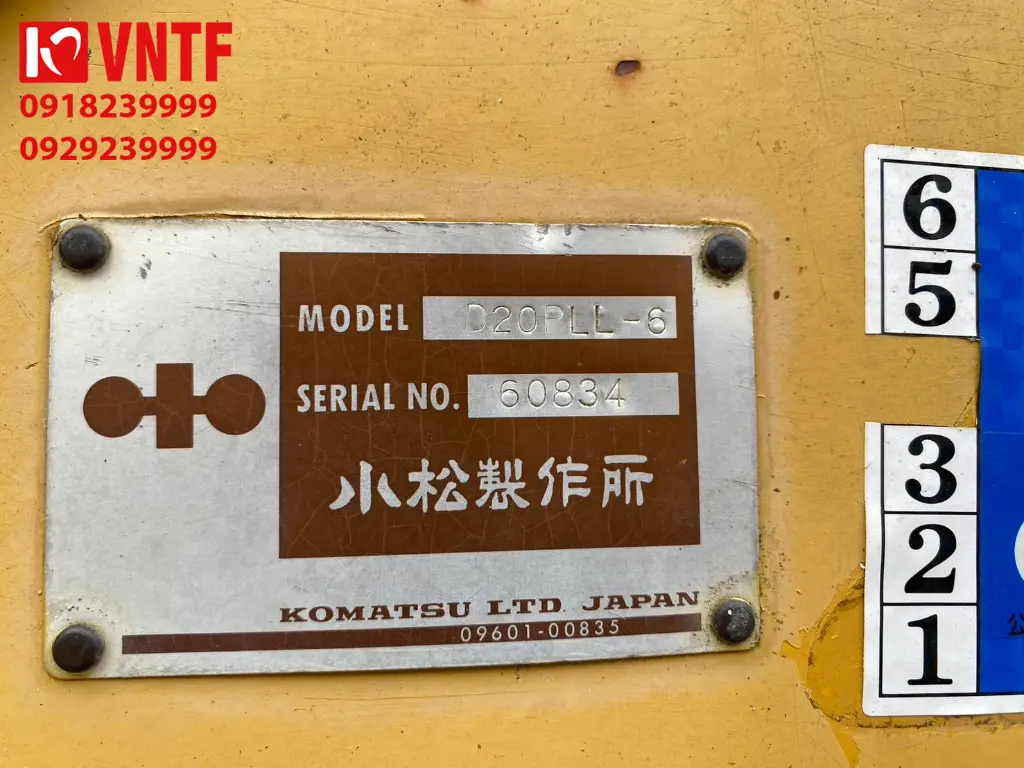 VNTF
0918239999
0929239999
MODEL D20PLL-6
SERIAL NO. 60834
小松製作所
KOMATSU LTD. JAPAN
09601-00835
6
5
3
2
1